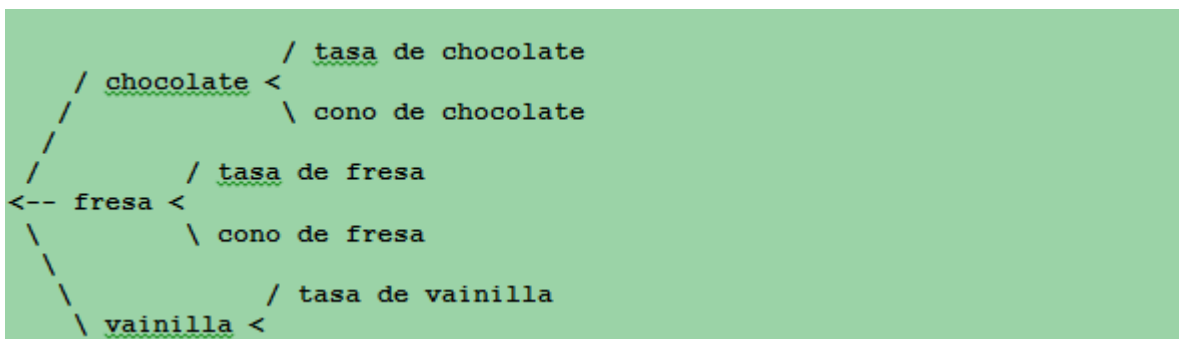 / tasa de chocolate
/ chocolate <
/ \ cono de chocolate
/
/ / tasa de fresa
<-- fresa <
\ \ cono de fresa
\
\ / tasa de vainilla
\ vainilla <